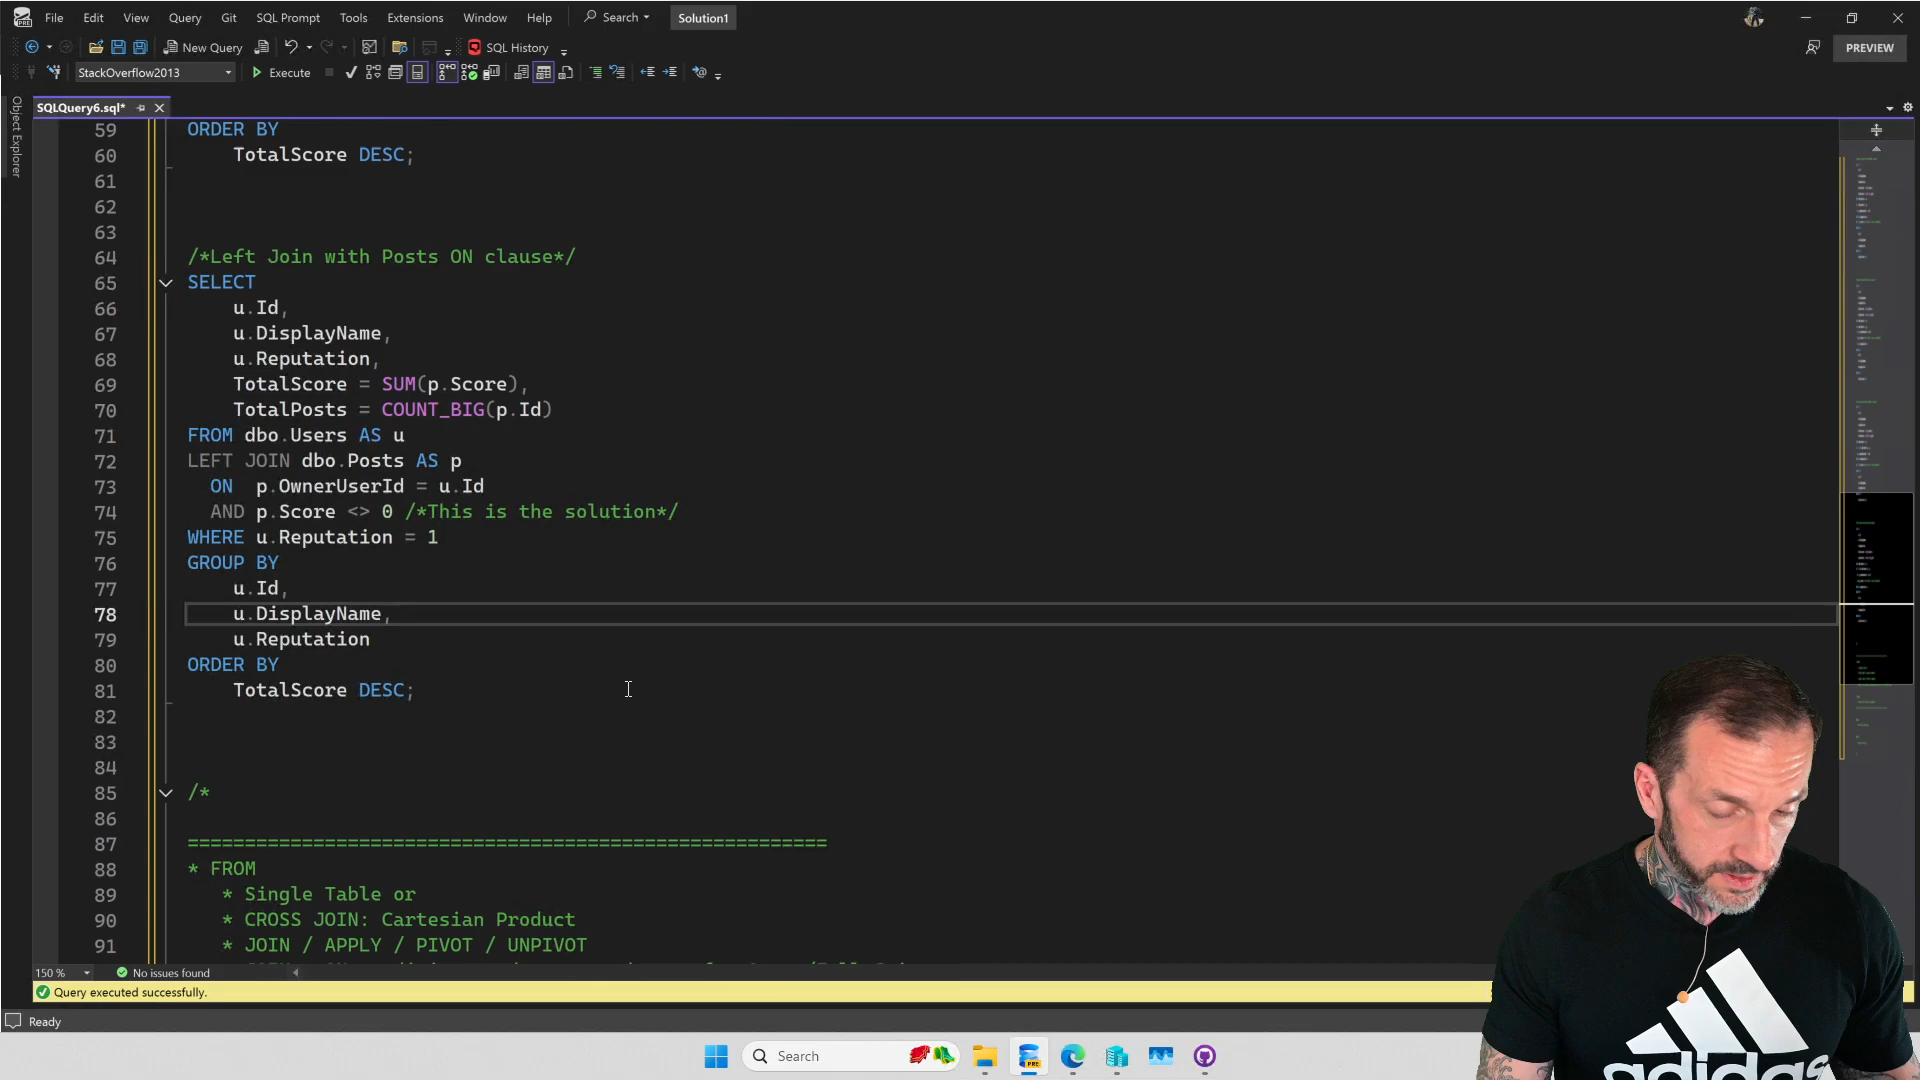 File Edit View Query Git SQL Prompt Tools Extensions Window Help Search Solution1
New Query SQL History PREVIEW
StackOverflow2013 Execute
Object Explorer
SQLQuery6.sql*
59 ORDER BY
60 TotalScore DESC;
61
62
63
64 /*Left Join with Posts ON clause*/
65 SELECT
66 u.Id,
67 u.DisplayName,
68 u.Reputation,
69 TotalScore = SUM(p.Score),
70 TotalPosts = COUNT_BIG(p.Id)
71 FROM dbo.Users AS u
72 LEFT JOIN dbo.Posts AS p
73 ON p.OwnerUserId = u.Id
74 AND p.Score <> 0 /*This is the solution*/
75 WHERE u.Reputation = 1
76 GROUP BY
77 u.Id,
78 u.DisplayName,
79 u.Reputation
80 ORDER BY
81 TotalScore DESC;
82
83
84
85 /*
86
87 ========================================================
88 * FROM
89 * Single Table or
90 * CROSS JOIN: Cartesian Product
91 * JOIN / APPLY / PIVOT / UNPIVOT
150 % No issues found
Query executed successfully.
Ready
Search
PRE
adidas